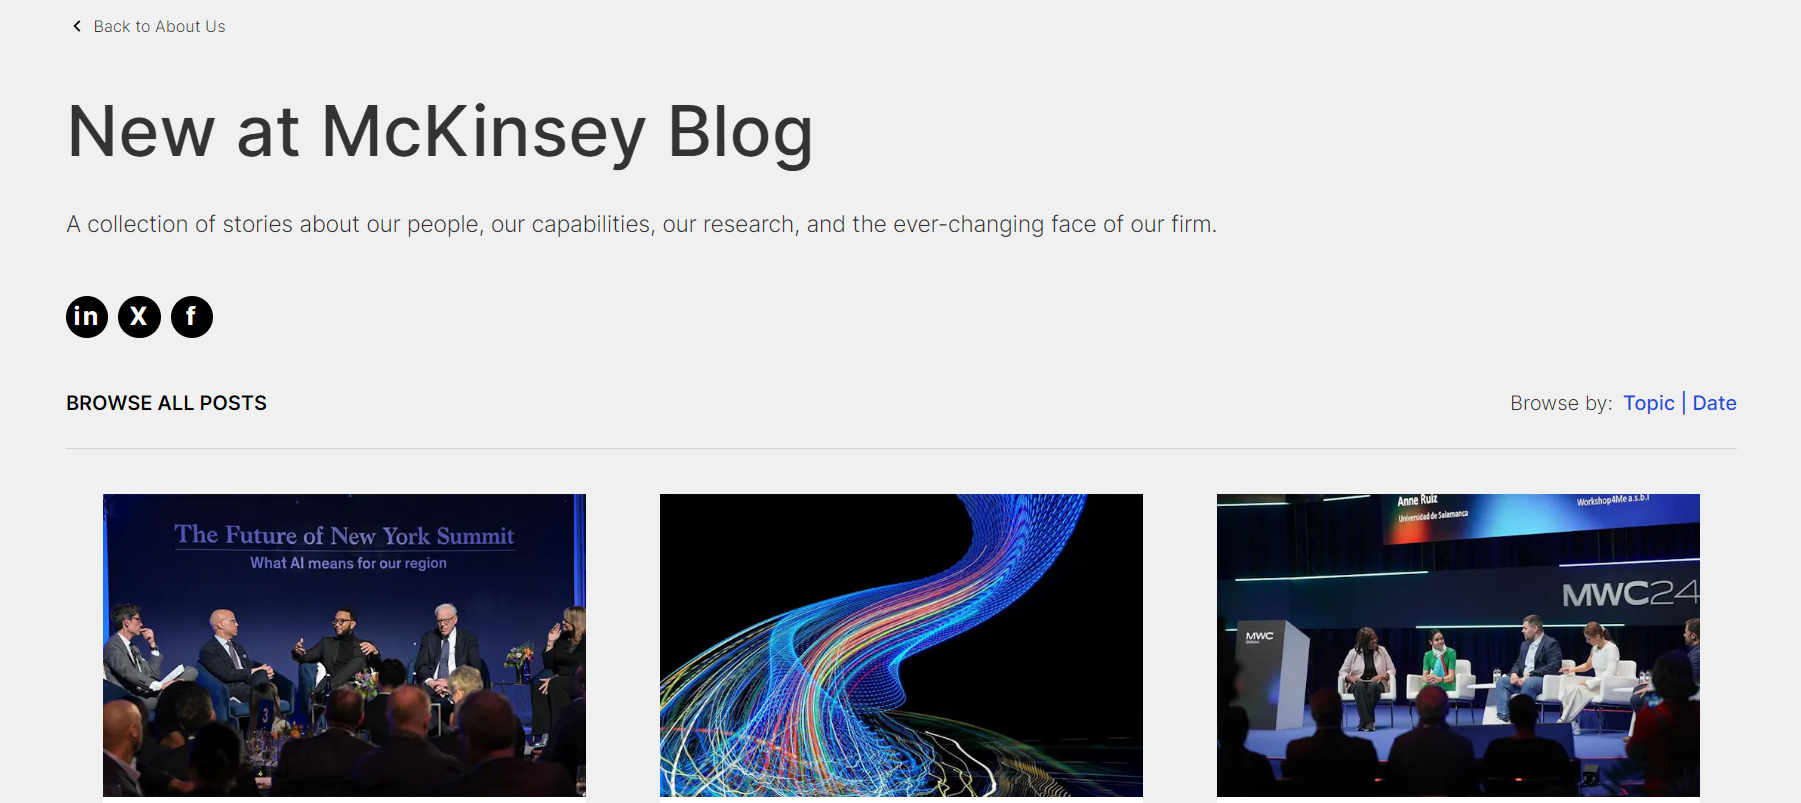 Back to About Us
New at McKinsey Blog
A collection of stories about our people, our capabilities, our research, and the ever-changing face of our firm.
in X f
BROWSE ALL POSTS
Browse by: Topic | Date
The Future of New York Summit
What AI means for our region
3
Anne Ruiz
Universidad de Salamanca
Workshop4Me a.s.b.l
MWC24
MWC